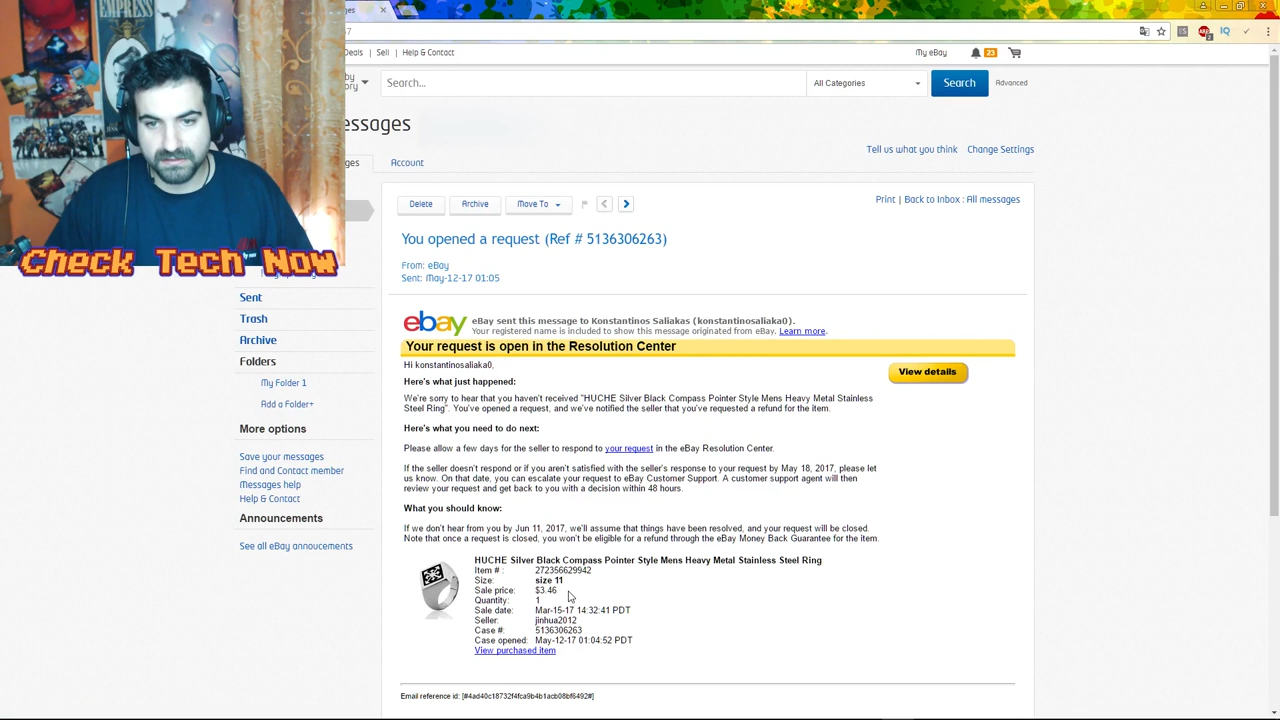 EMPIRE
Deals | Sell | Help & Contact
My eBay
23
Search...
All Categories
Search
Advanced
Tell us what you think
Change Settings
Account
Delete
Archive
Move To
Print | Back to Inbox : All messages
You opened a request (Ref # 5136306263)
From: eBay
Sent: May-12-17 01:05
Check Tech Now
Sent
Trash
Archive
Folders
My Folder 1
Add a Folder+
More options
Save your messages
Find and Contact member
Messages help
Help & Contact
Announcements
See all eBay annoucements
ebay
eBay sent this message to Konstantinos Saliakas (konstantinosaliaka0).
Your registered name is included to show this message originated from eBay. Learn more.
Your request is open in the Resolution Center
Hi konstantinosaliaka0,
View details
Here's what just happened:
We're sorry to hear that you haven't received "HUCHE Silver Black Compass Pointer Style Mens Heavy Metal Stainless
Steel Ring". You've opened a request, and we've notified the seller that you've requested a refund for the item.
Here's what you need to do next:
Please allow a few days for the seller to respond to your request in the eBay Resolution Center.
If the seller doesn't respond or if you aren't satisfied with the seller's response to your request by May 18, 2017, please let
us know. On that date, you can escalate your request to eBay Customer Support. A customer support agent will then
review your request and get back to you with a decision within 48 hours.
What you should know:
If we don't hear from you by Jun 11, 2017, we'll assume that things have been resolved, and your request will be closed.
Note that once a request is closed, you won't be eligible for a refund through the eBay Money Back Guarantee for the item.
HUCHE Silver Black Compass Pointer Style Mens Heavy Metal Stainless Steel Ring
Item # : 272356629942
Size: size 11
Sale price: $3.46
Quantity: 1
Sale date: Mar-15-17 14:32:41 PDT
Seller: jinhua2012
Case #: 5136306263
Case opened: May-12-17 01:04:52 PDT
View purchased item
Email reference id: [#4ad40c18732f4fca9b4b1acb08bf6492#]